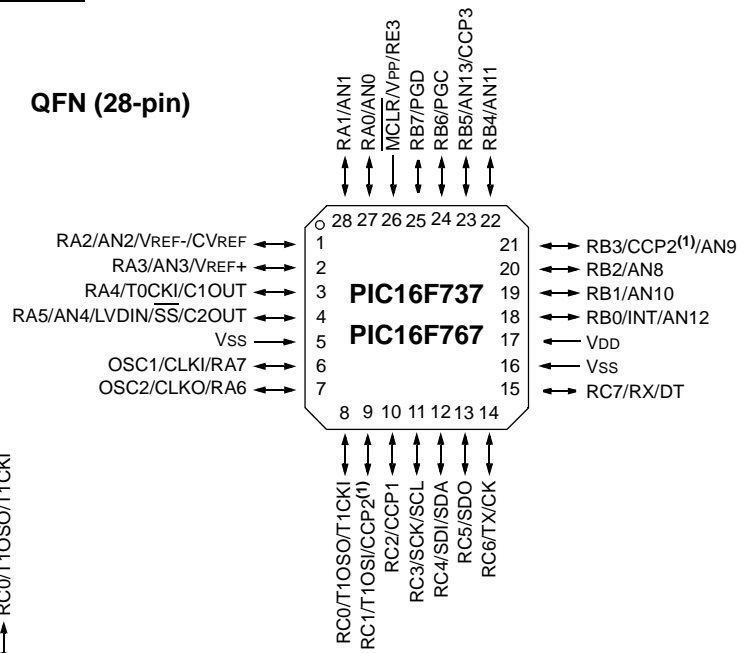 QFN (28-pin)
RA1/AN1
RA0/AN0
MCLR/VPP/RE3
RB7/PGD
RB6/PGC
RB5/AN13/CCP3
RB4/AN11
28 27 26 25 24 23 22
RA2/AN2/VREF-/CVREF 1
RA3/AN3/VREF+ 2
RA4/T0CKI/C1OUT 3
RA5/AN4/LVDIN/SS/C2OUT 4
VSS 5
OSC1/CLKI/RA7 6
OSC2/CLKO/RA6 7
PIC16F737
PIC16F767
21 RB3/CCP2(1)/AN9
20 RB2/AN8
19 RB1/AN10
18 RB0/INT/AN12
17 VDD
16 VSS
15 RC7/RX/DT
8 9 10 11 12 13 14
RC0/T1OSO/T1CKI
RC1/T1OSI/CCP2(1)
RC2/CCP1
RC3/SCK/SCL
RC4/SDI/SDA
RC5/SDO
RC6/TX/CK
RC0/T1OSO/T1CKI